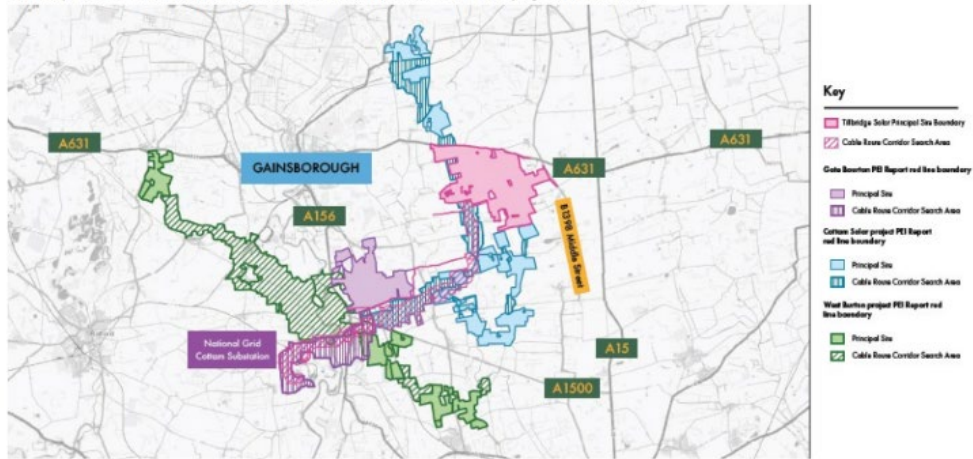 A631
GAINSBOROUGH
A156
A631
A631
B1398 Middle Street
National Grid
Cottam Substation
A15
A1500
Key
Tillbridge Solar Principal Site Boundary
Cable Route Corridor Search Area
Gate Burton PEI Report red line boundary
Principal Site
Cable Route Corridor Search Area
Cottam Solar project PEI Report
red line boundary
Principal Site
Cable Route Corridor Search Area
West Burton project PEI Report red
line boundary
Principal Site
Cable Route Corridor Search Area